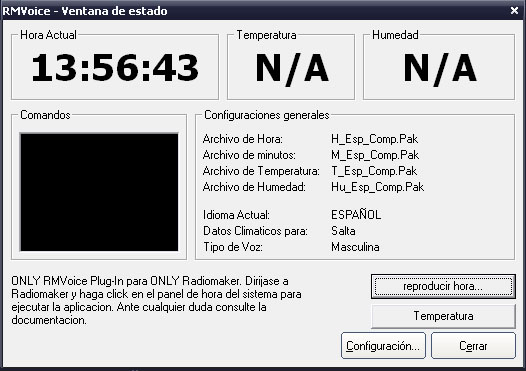 RMVoice - Ventana de estado
Hora Actual
13:56:43
Temperatura
N/A
Humedad
N/A
Comandos
Configuraciones generales
Archivo de Hora: H_Esp_Comp.Pak
Archivo de minutos: M_Esp_Comp.Pak
Archivo de Temperatura: T_Esp_Comp.Pak
Archivo de Humedad: Hu_Esp_Comp.Pak
Idioma Actual: ESPAÑOL
Datos Climaticos para: Salta
Tipo de Voz: Masculina
ONLY RMVoice Plug-In para ONLY Radiomaker. Dirijase a
Radiomaker y haga click en el panel de hora del sistema para
ejecutar la aplicacion. Ante cualquier duda consulte la
documentacion.
reproducir hora...
Temperatura
Configuración...
Cerrar